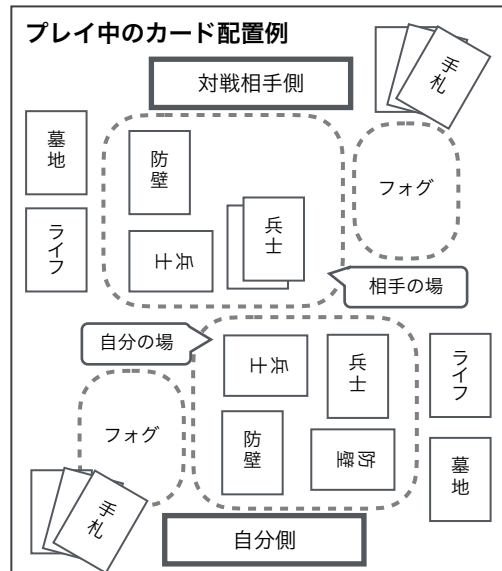 プレイ中のカード配置例
対戦相手側
手札
墓地
防壁
フォグ
ライフ
兵士
兵士
相手の場
自分の場
兵士
兵士
ライフ
フォグ
防壁
防壁
墓地
手札
自分側